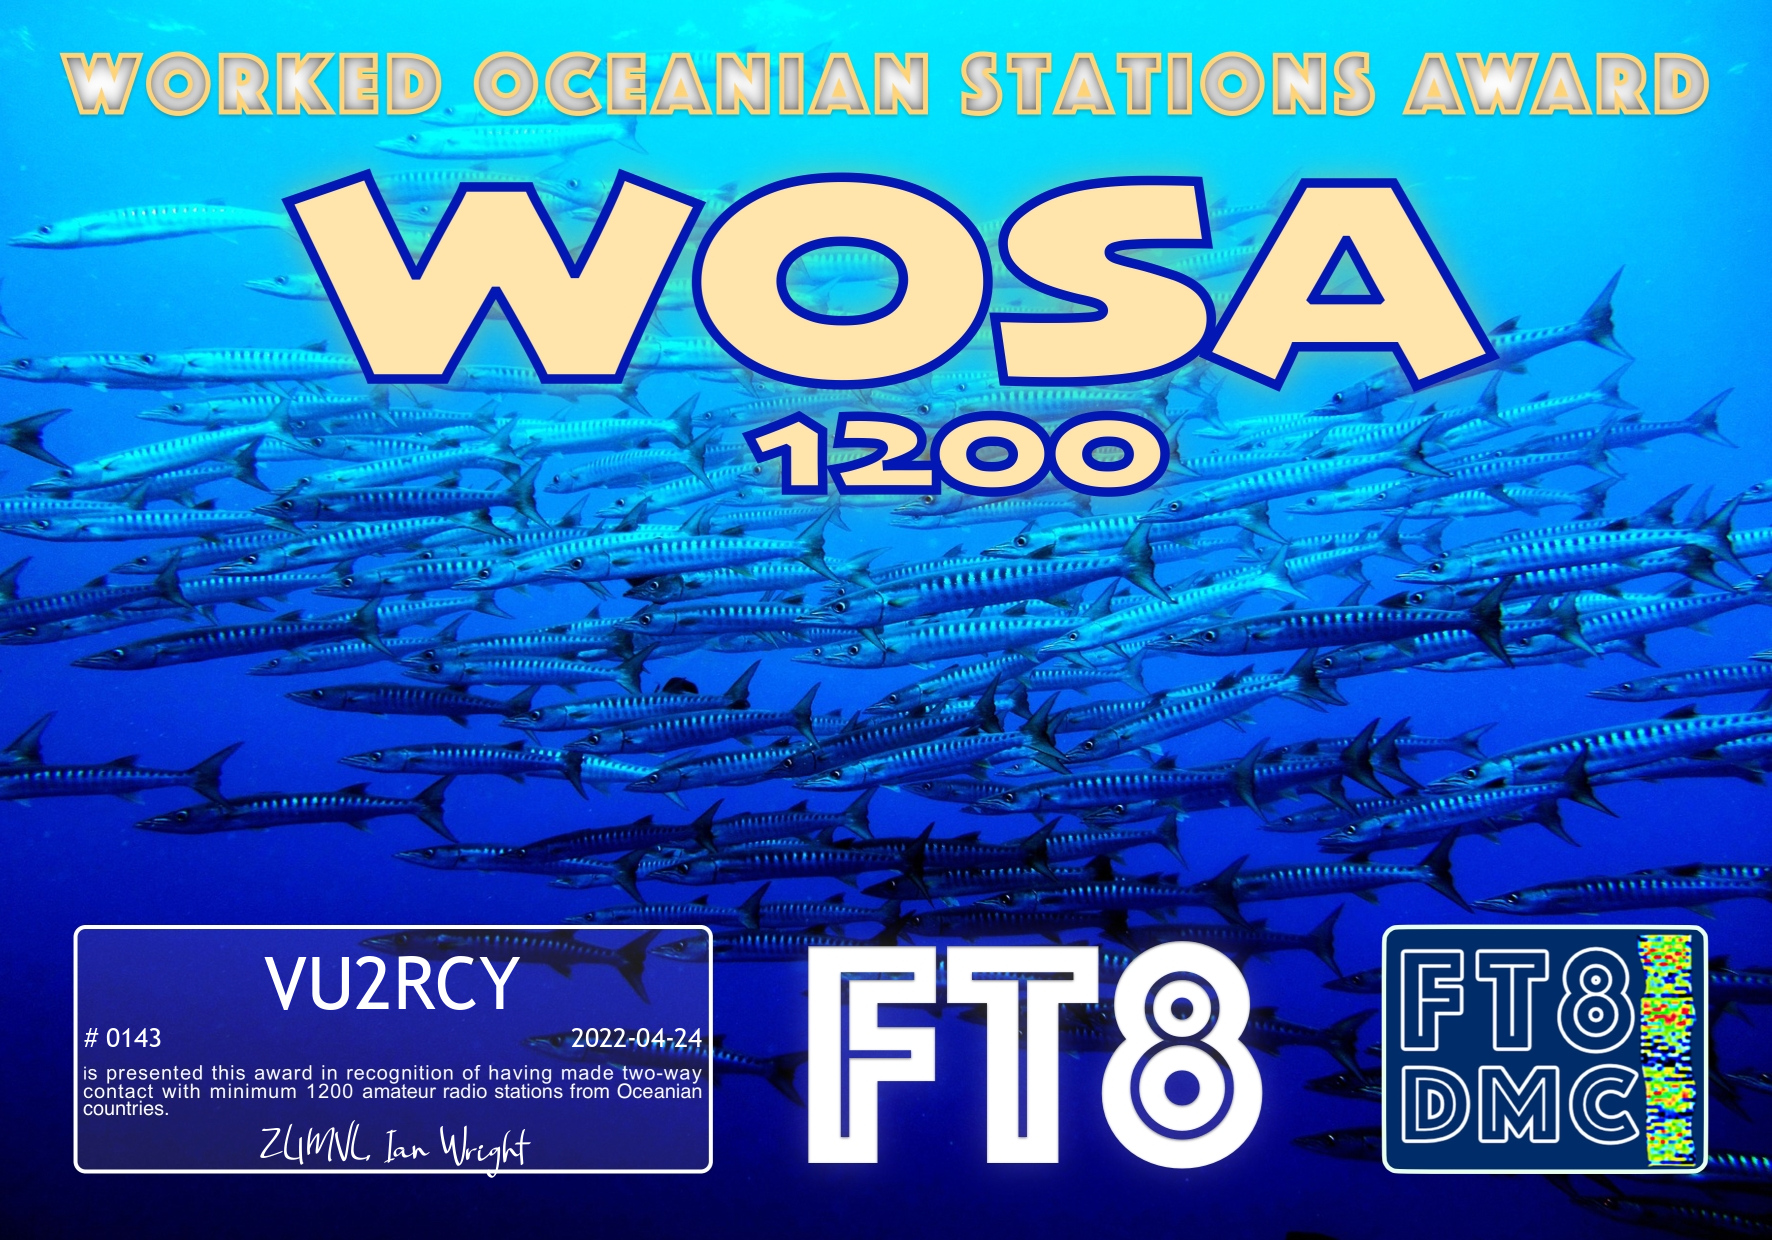 WORKED OCEANIAN STATIONS AWARD
WOSA
1200
VU2RCY
# 0143 2022-04-24
is presented this award in recognition of having made two-way
contact with minimum 1200 amateur radio stations from Oceanian
countries.
ZL1MVL, Ian Wright
FT8
FT8
DMC